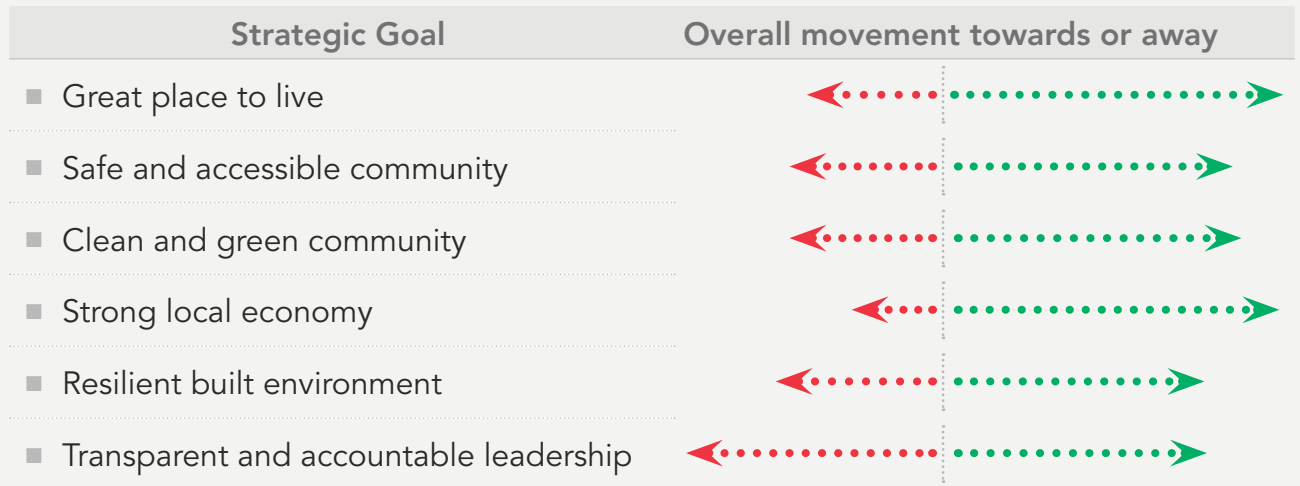 Strategic Goal Overall movement towards or away
Great place to live
Safe and accessible community
Clean and green community
Strong local economy
Resilient built environment
Transparent and accountable leadership